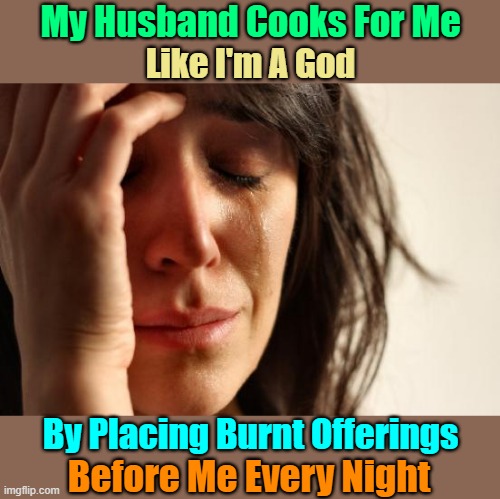 My Husband Cooks For Me
Like I'm A God
By Placing Burnt Offerings
Before Me Every Night
imgflip.com